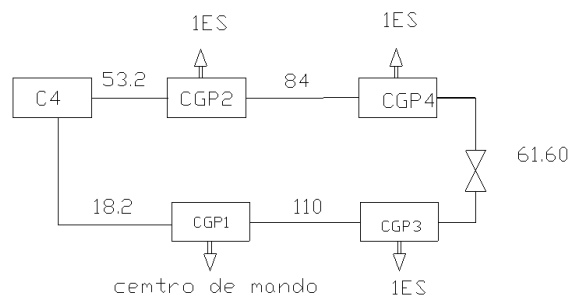 1ES 1ES
53.2 84
C4 CGP2 CGP4
61.60
18.2 110
CGP1 CGP3
cemtro de mando 1ES